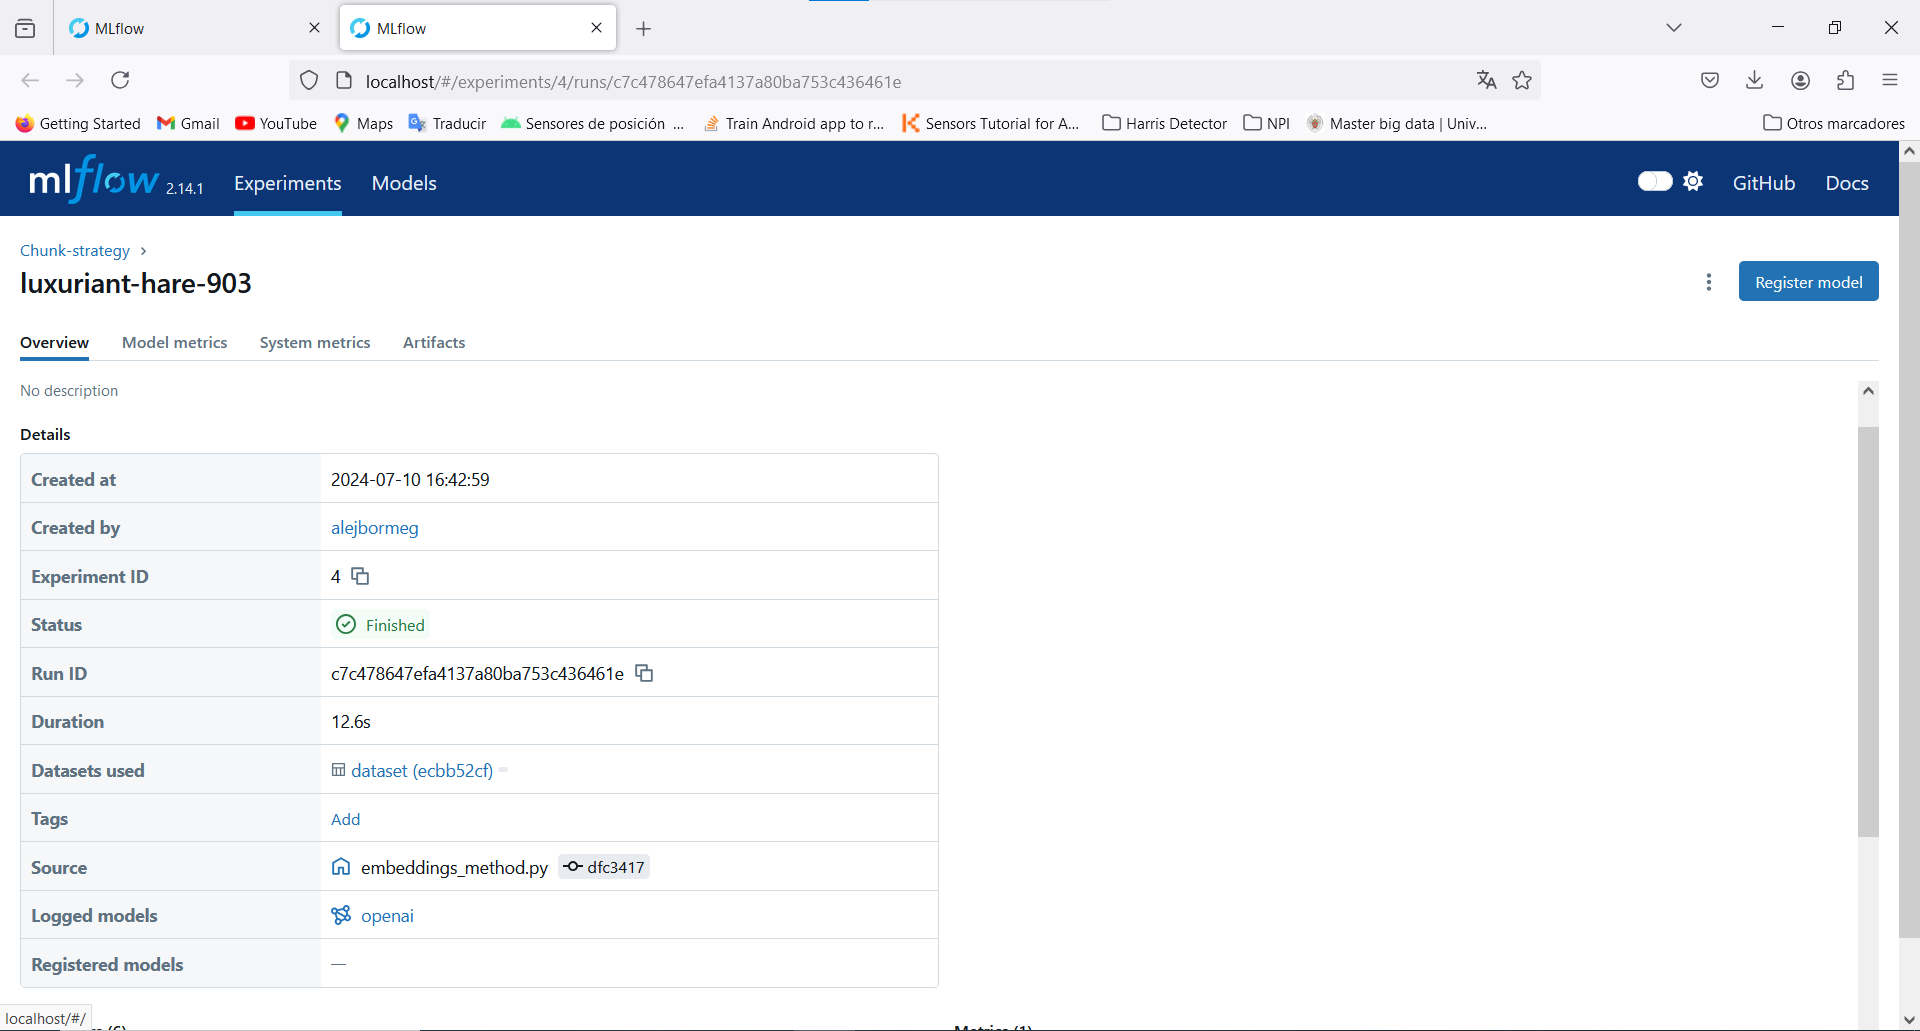 MLflow
MLflow
localhost/#/experiments/4/runs/c7c478647efa4137a80ba753c436461e
Getting Started Gmail YouTube Maps Traducir Sensores de posición ... Train Android app to r... Sensors Tutorial for A... Harris Detector NPI Master big data | Univ... Otros marcadores
mlflow 2.14.1 Experiments Models GitHub Docs
Chunk-strategy ›
luxuriant-hare-903
Register model
Overview Model metrics System metrics Artifacts
No description
Details
Created at 2024-07-10 16:42:59
Created by alejbormeg
Experiment ID 4
Status Finished
Run ID c7c478647efa4137a80ba753c436461e
Duration 12.6s
Datasets used dataset (ecbb52cf)
Tags Add
Source embeddings_method.py dfc3417
Logged models openai
Registered models —
localhost/#/
Metrics (1)